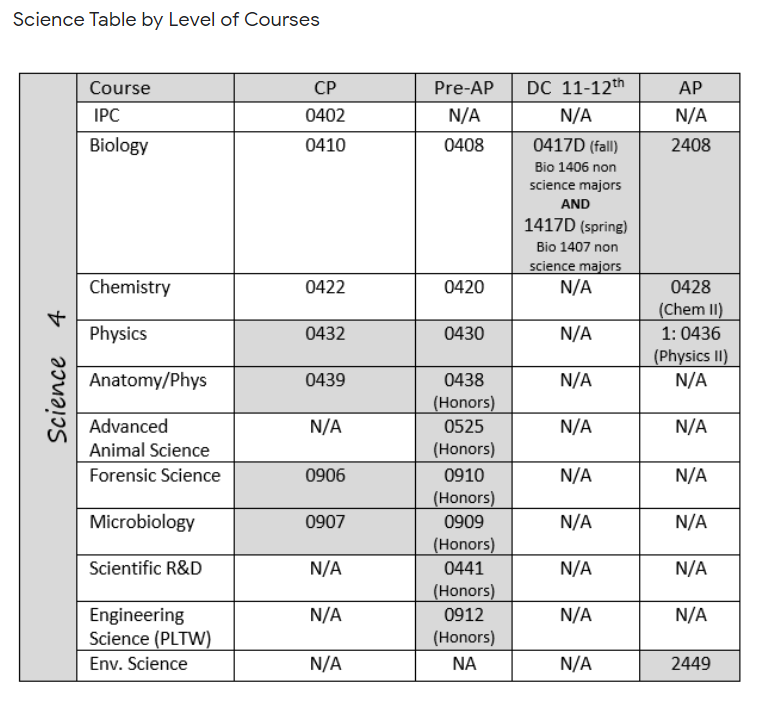 Science Table by Level of Courses
Science 4
Course CP Pre-AP DC 11-12th AP
IPC 0402 N/A N/A N/A
Biology 0410 0408 0417D (fall) 2408
Bio 1406 non
science majors
AND
1417D (spring)
Bio 1407 non
science majors
Chemistry 0422 0420 N/A 0428
(Chem II)
Physics 0432 0430 N/A 1: 0436
(Physics II)
Anatomy/Phys 0439 0438 N/A N/A
(Honors)
Advanced N/A 0525 N/A N/A
Animal Science (Honors)
Forensic Science 0906 0910 N/A N/A
(Honors)
Microbiology 0907 0909 N/A N/A
(Honors)
Scientific R&D N/A 0441 N/A N/A
(Honors)
Engineering N/A 0912 N/A N/A
Science (PLTW) (Honors)
Env. Science N/A NA N/A 2449